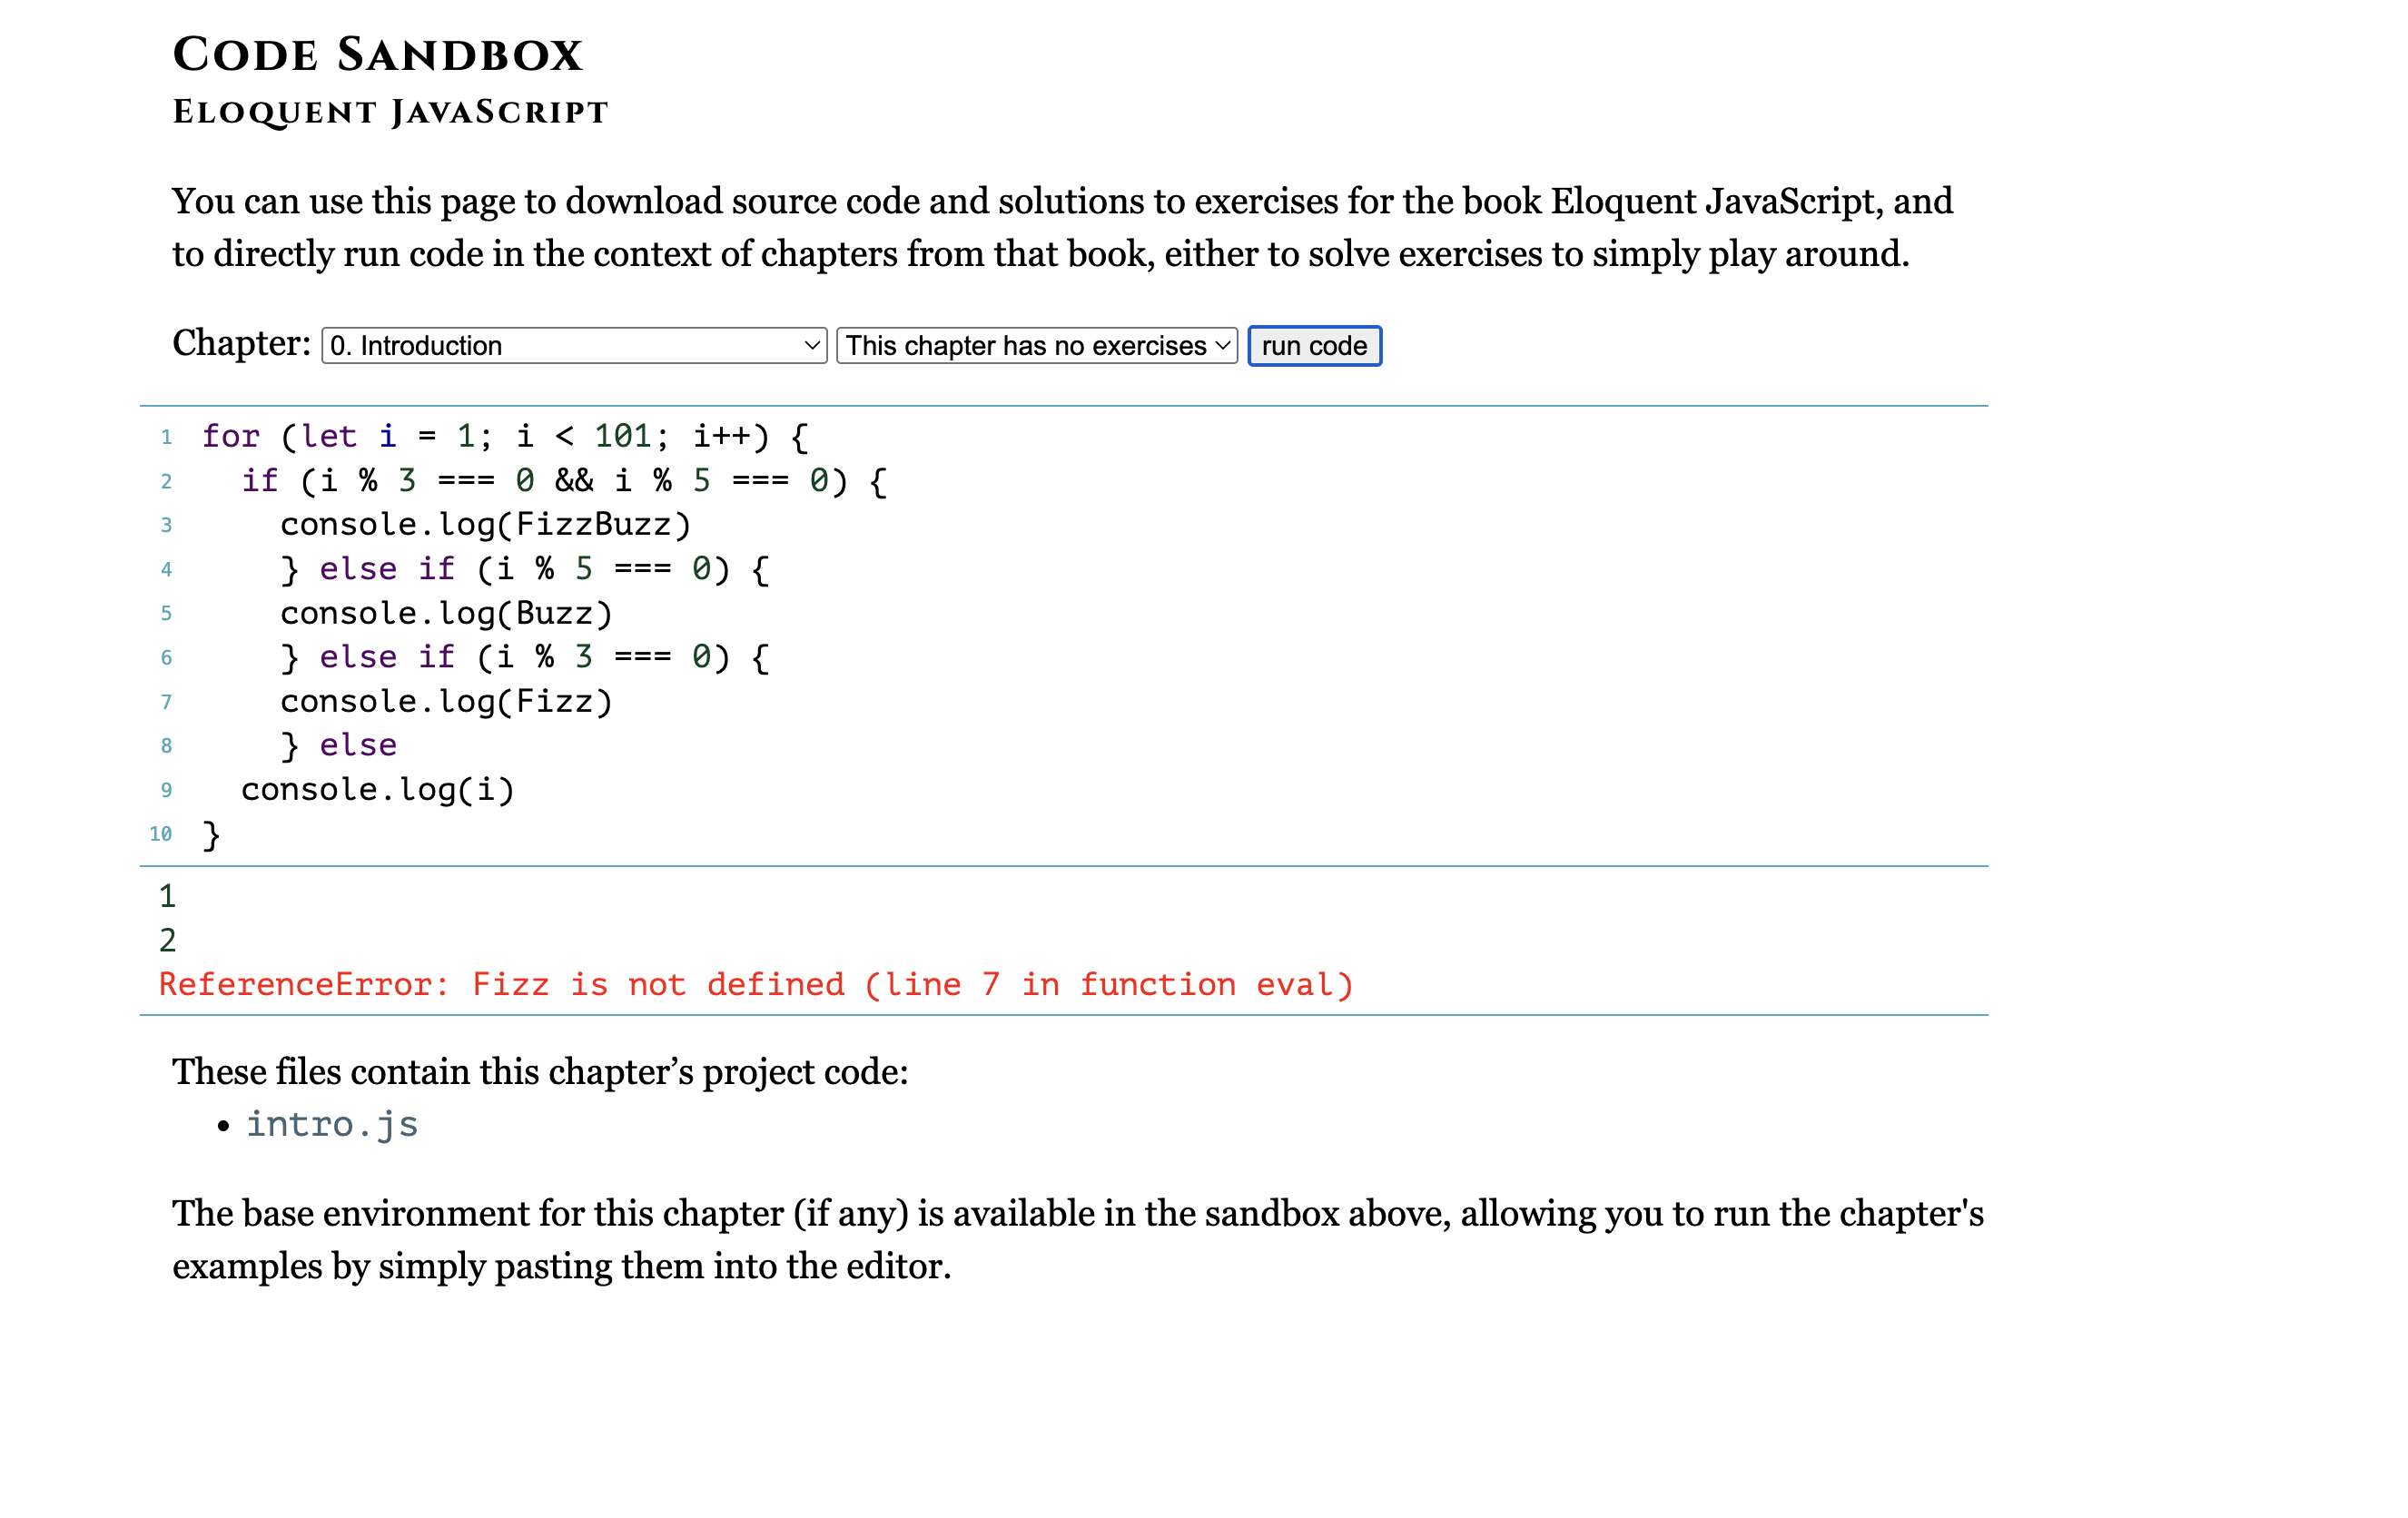 Code Sandbox
Eloquent JavaScript
You can use this page to download source code and solutions to exercises for the book Eloquent JavaScript, and
to directly run code in the context of chapters from that book, either to solve exercises to simply play around.
Chapter: 0. Introduction This chapter has no exercises run code
1 for (let i = 1; i < 101; i++) {
2   if (i % 3 === 0 && i % 5 === 0) {
3     console.log(FizzBuzz)
4     } else if (i % 5 === 0) {
5     console.log(Buzz)
6     } else if (i % 3 === 0) {
7     console.log(Fizz)
8     } else
9   console.log(i)
10 }
1
2
ReferenceError: Fizz is not defined (line 7 in function eval)
These files contain this chapter’s project code:
• intro.js
The base environment for this chapter (if any) is available in the sandbox above, allowing you to run the chapter's
examples by simply pasting them into the editor.